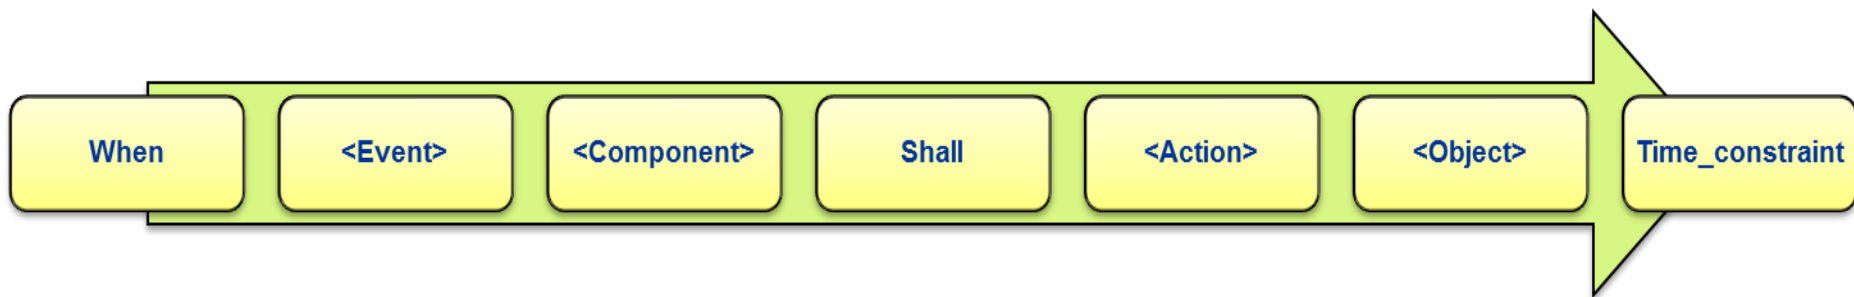 When
<Event>
<Component>
Shall
<Action>
<Object>
Time_constraint